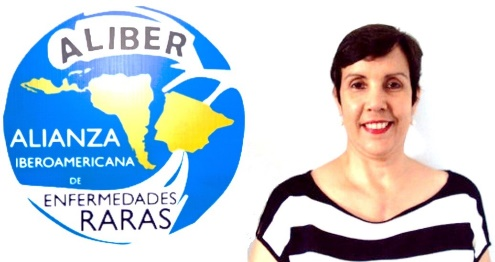 ALIBER
ALIANZA
IBEROAMERICANA
DE
ENFERMEDADES
RARAS